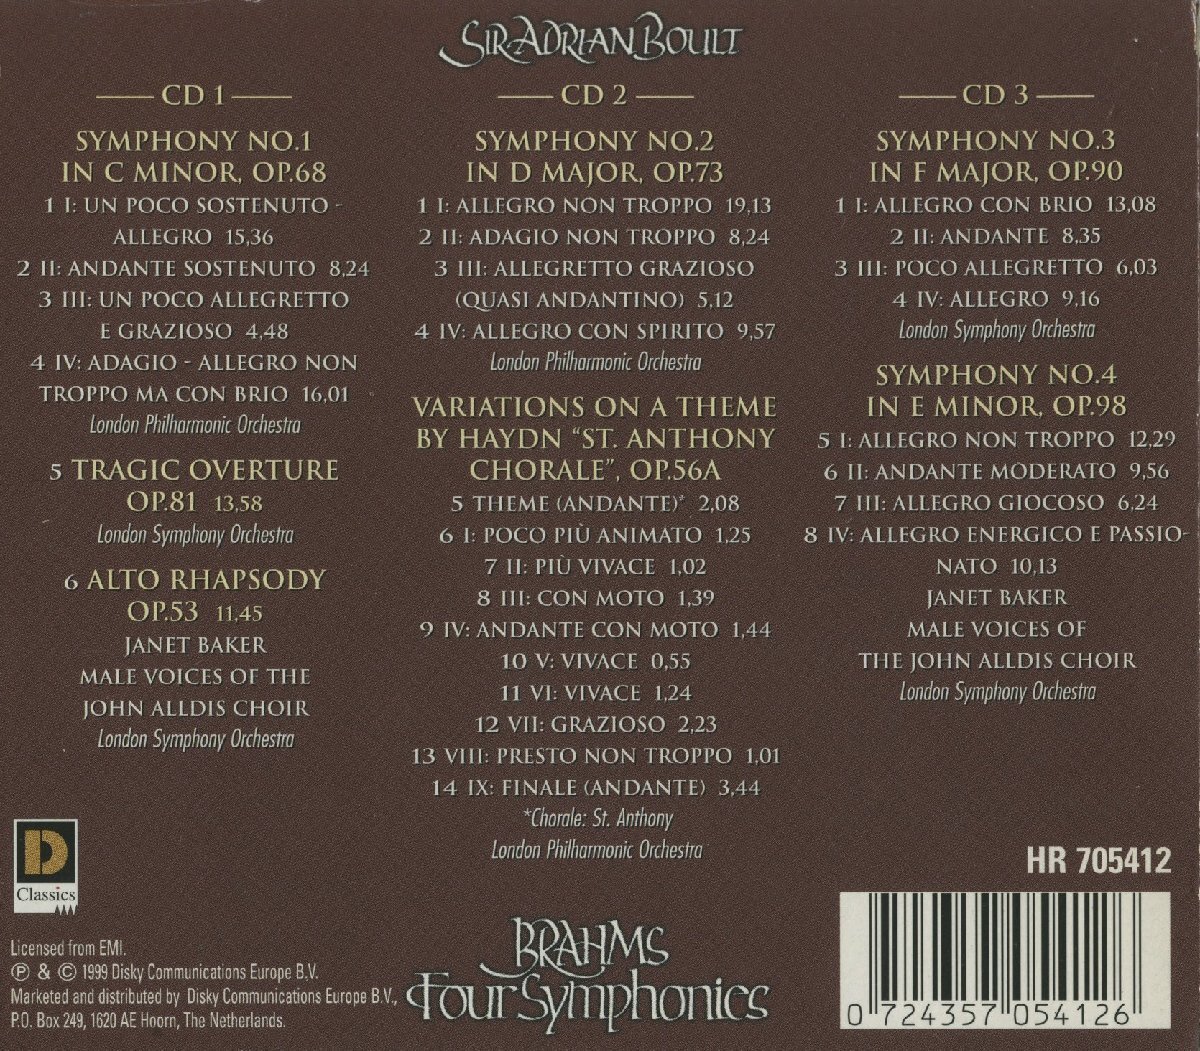 SIR ADRIAN BOULT
CD 1
SYMPHONY NO.1
IN C MINOR, OP.68
1 I: UN POCO SOSTENUTO -
ALLEGRO 15,36
2 II: ANDANTE SOSTENUTO 8,24
3 III: UN POCO ALLEGRETTO
E GRAZIOSO 4,48
4 IV: ADAGIO - ALLEGRO NON
TROPPO MA CON BRIO 16,01
London Philharmonic Orchestra
5 TRAGIC OVERTURE
OP.81 13,58
London Symphony Orchestra
6 ALTO RHAPSODY
OP.53 11,45
JANET BAKER
MALE VOICES OF THE
JOHN ALLDIS CHOIR
London Symphony Orchestra
CD 2
SYMPHONY NO.2
IN D MAJOR, OP.73
1 I: ALLEGRO NON TROPPO 19,13
2 II: ADAGIO NON TROPPO 8,24
3 III: ALLEGRETTO GRAZIOSO
(QUASI ANDANTINO) 5,12
4 IV: ALLEGRO CON SPIRITO 9,57
London Philharmonic Orchestra
VARIATIONS ON A THEME
BY HAYDN “ST. ANTHONY
CHORALE”, OP.56A
5 THEME (ANDANTE)* 2,08
6 I: POCO PIÙ ANIMATO 1,25
7 II: PIÙ VIVACE 1,02
8 III: CON MOTO 1,39
9 IV: ANDANTE CON MOTO 1,44
10 V: VIVACE 0,55
11 VI: VIVACE 1,24
12 VII: GRAZIOSO 2,23
13 VIII: PRESTO NON TROPPO 1,01
14 IX: FINALE (ANDANTE) 3,44
*Chorale: St. Anthony
London Philharmonic Orchestra
CD 3
SYMPHONY NO.3
IN F MAJOR, OP.90
1 I: ALLEGRO CON BRIO 13,08
2 II: ANDANTE 8,35
3 III: POCO ALLEGRETTO 6,03
4 IV: ALLEGRO 9,16
London Symphony Orchestra
SYMPHONY NO.4
IN E MINOR, OP.98
5 I: ALLEGRO NON TROPPO 12,29
6 II: ANDANTE MODERATO 9,56
7 III: ALLEGRO GIOCOSO 6,24
8 IV: ALLEGRO ENERGICO E PASSIO-
NATO 10,13
JANET BAKER
MALE VOICES OF
THE JOHN ALLDIS CHOIR
London Symphony Orchestra
D
Classics
Licensed from EMI.
℗ & © 1999 Disky Communications Europe B.V.
Marketed and distributed by Disky Communications Europe B.V.,
P.O. Box 249, 1620 AE Hoorn, The Netherlands.
BRAHMS
Four Symphonies
HR 705412
0 724357 054126